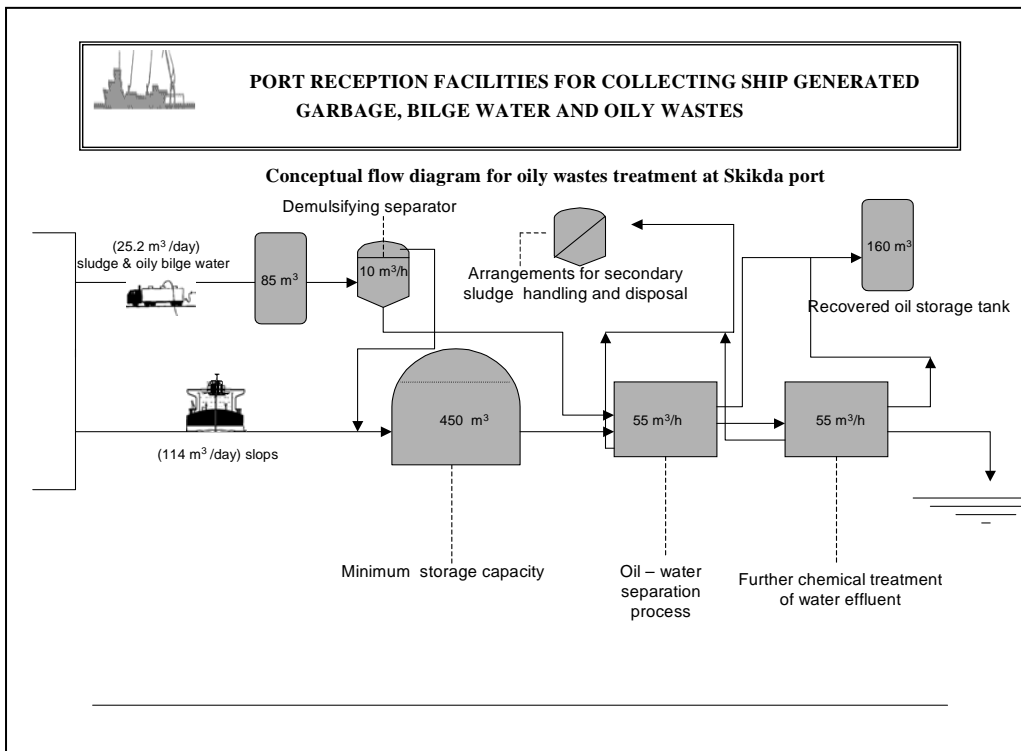 PORT RECEPTION FACILITIES FOR COLLECTING SHIP GENERATED
GARBAGE, BILGE WATER AND OILY WASTES
Conceptual flow diagram for oily wastes treatment at Skikda port
Demulsifying separator
(25.2 m³ /day)
sludge & oily bilge water
85 m³
10 m³/h
Arrangements for secondary
sludge handling and disposal
160 m³
Recovered oil storage tank
450 m³
55 m³/h
55 m³/h
(114 m³ /day) slops
Minimum storage capacity
Oil – water
separation
process
Further chemical treatment
of water effluent